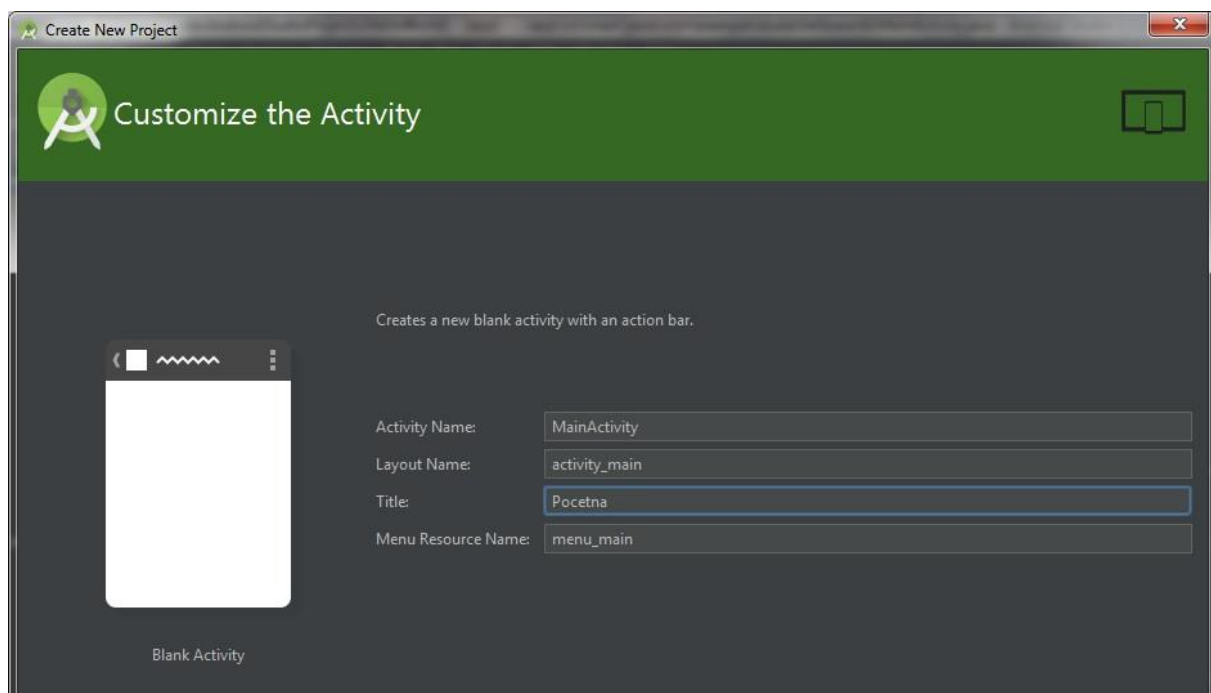 Create New Project
Customize the Activity
Creates a new blank activity with an action bar.
Activity Name: MainActivity
Layout Name: activity_main
Title: Pocetna
Menu Resource Name: menu_main
Blank Activity